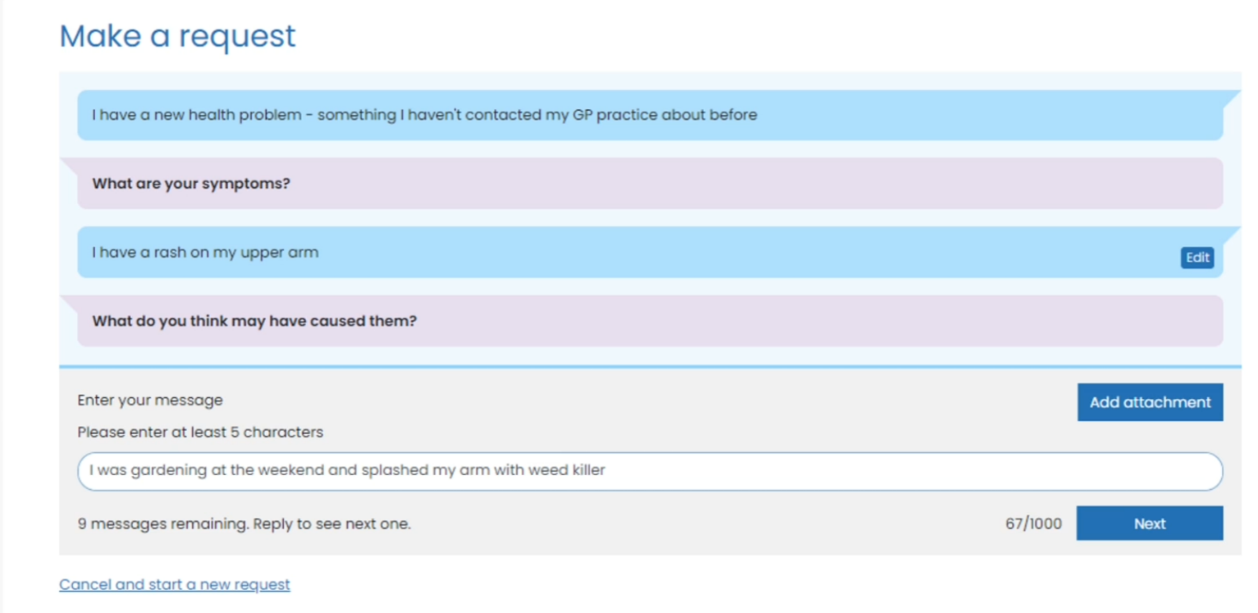 Make a request
I have a new health problem - something I haven't contacted my GP practice about before
What are your symptoms?
I have a rash on my upper arm
Edit
What do you think may have caused them?
Enter your message
Add attachment
Please enter at least 5 characters
I was gardening at the weekend and splashed my arm with weed killer
9 messages remaining. Reply to see next one.
67/1000
Next
Cancel and start a new request